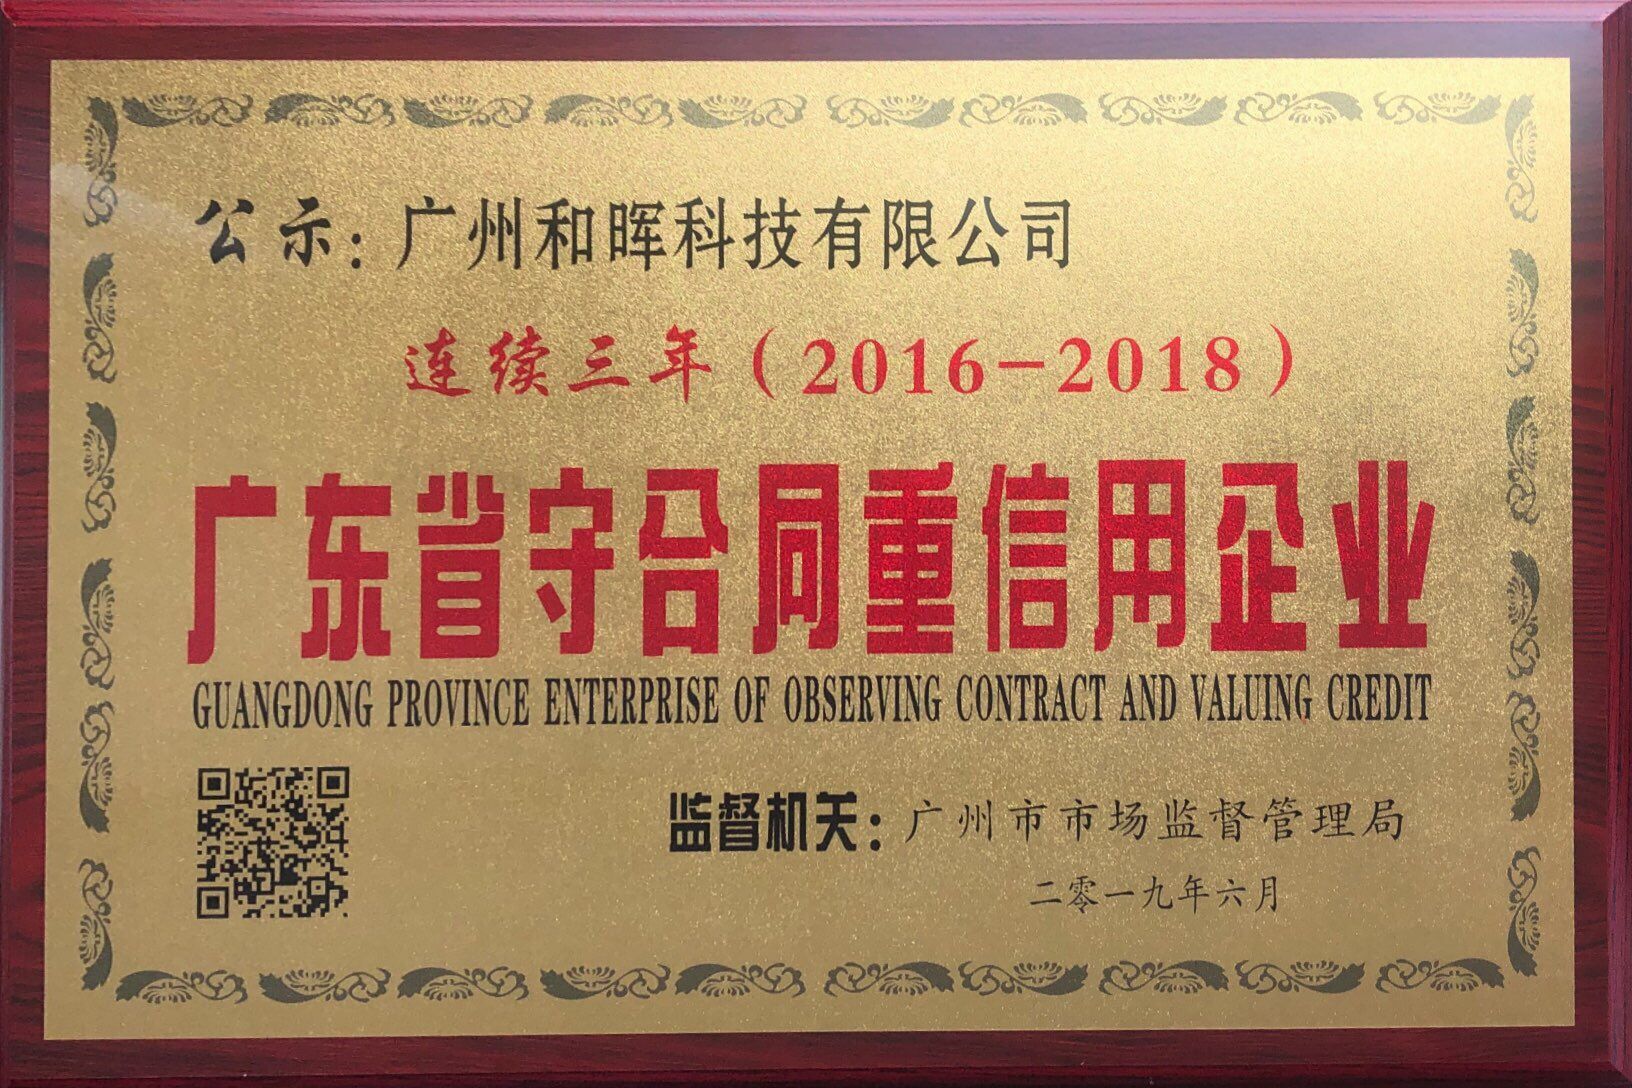 公示：广州和晖科技有限公司
连续三年（2016-2018）
广东省守合同重信用企业
GUANGDONG PROVINCE ENTERPRISE OF OBSERVING CONTRACT AND VALUING CREDIT
监督机关：广州市市场监督管理局
二零一九年六月